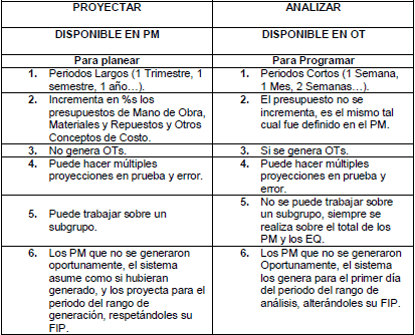 PROYECTAR
ANALIZAR
DISPONIBLE EN PM
DISPONIBLE EN OT
Para planear
Para Programar
1. Periodos Largos (1 Trimestre, 1
semestre, 1 año…).
1. Periodos Cortos (1 Semana,
1 Mes, 2 Semanas…).
2. Incrementa en %s los
presupuestos de Mano de Obra,
Materiales y Repuestos y Otros
Conceptos de Costo.
2. El presupuesto no se
incrementa, es el mismo tal
cual fue definido en el PM.
3. No genera OTs.
3. Si se genera OTs.
4. Puede hacer múltiples
proyecciones en prueba y error.
4. Puede hacer múltiples
proyecciones en prueba y
error.
5. Puede trabajar sobre un
subgrupo.
5. No se puede trabajar sobre
un subgrupo, siempre se
realiza sobre el total de los
PM y los EQ.
6. Los PM que no se generaron
oportunamente, el sistema
asume como si hubieran
generado, y los proyecta para el
periodo del rango de
generación, respetándoles su
FIP.
6. Los PM que no se generaron
Oportunamente, el sistema
los genera para el primer día
del periodo del rango de
análisis, alterándoles su FIP.